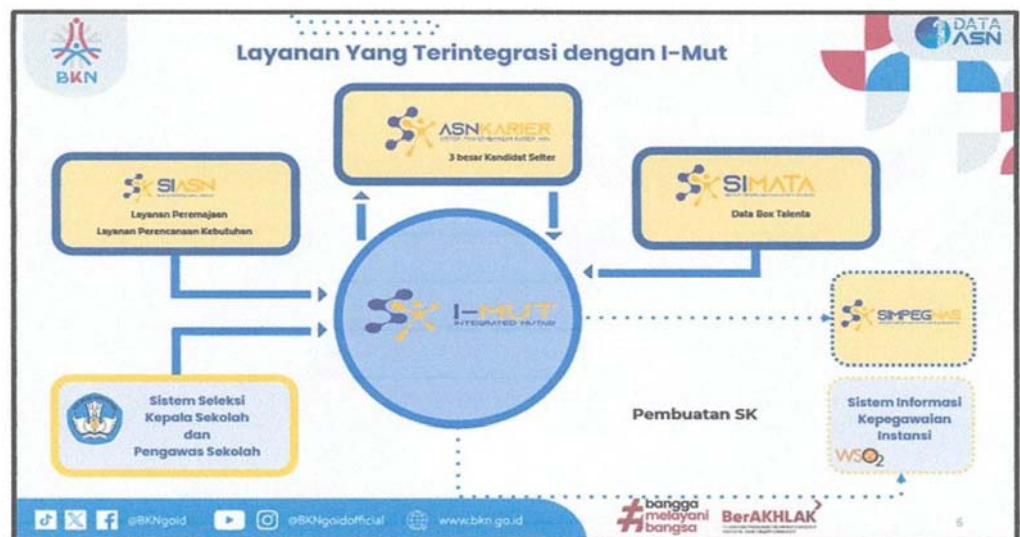 BKN
Layanan Yang Terintegrasi dengan I-Mut
DATA
ASN
ASNKARIER
3 besar Kandidat Selter
SIASN
Layanan Peremajaan
Layanan Perencanaan Kebutuhan
SIMATA
Data Box Talenta
I-MUT
INTEGRATED MUTASI
SIMPEGNAS
Sistem Seleksi
Kepala Sekolah
dan
Pengawas Sekolah
Pembuatan SK
Sistem Informasi
Kepegawaian
Instansi
WSO2
@BKNgoid
@BKNgoidofficial
www.bkn.go.id
#bangga
melayani
bangsa
BerAKHLAK
6